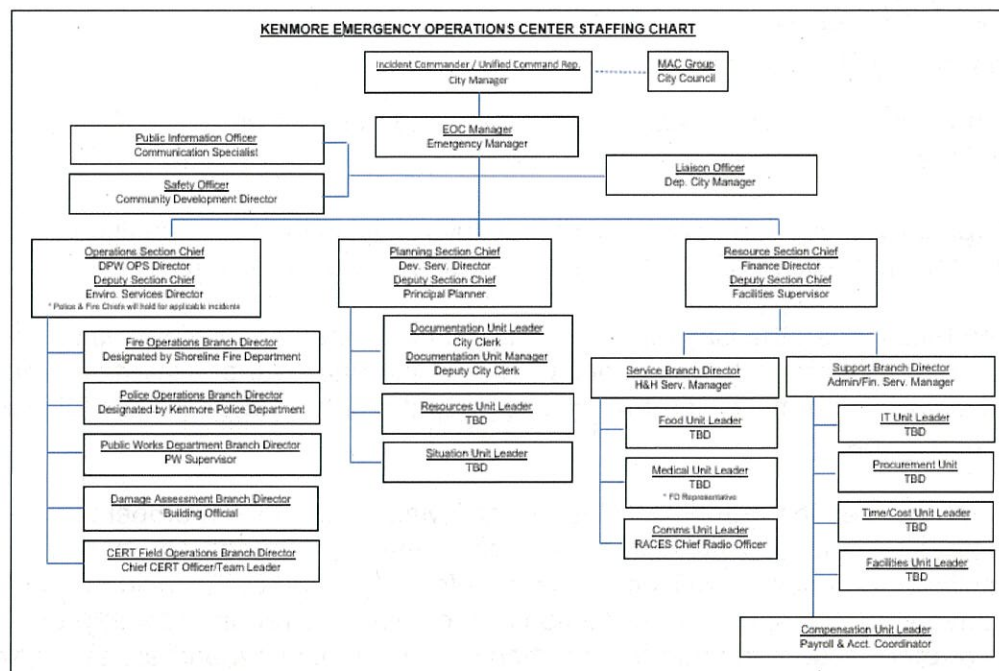 KENMORE EMERGENCY OPERATIONS CENTER STAFFING CHART
Incident Commander / Unified Command Rep.
City Manager
MAC Group
City Council
EOC Manager
Emergency Manager
Public Information Officer
Communication Specialist
Safety Officer
Community Development Director
Liaison Officer
Dep. City Manager
Operations Section Chief
DPW OPS Director
Deputy Section Chief
Enviro. Services Director
* Police & Fire Chiefs will hold for applicable incidents
Fire Operations Branch Director
Designated by Shoreline Fire Department
Police Operations Branch Director
Designated by Kenmore Police Department
Public Works Department Branch Director
PW Supervisor
Damage Assessment Branch Director
Building Official
CERT Field Operations Branch Director
Chief CERT Officer/Team Leader
Planning Section Chief
Dev. Serv. Director
Deputy Section Chief
Principal Planner
Documentation Unit Leader
City Clerk
Documentation Unit Manager
Deputy City Clerk
Resources Unit Leader
TBD
Situation Unit Leader
TBD
Resource Section Chief
Finance Director
Deputy Section Chief
Facilities Supervisor
Service Branch Director
H&H Serv. Manager
Food Unit Leader
TBD
Medical Unit Leader
TBD
* FD Representative
Comms Unit Leader
RACES Chief Radio Officer
Support Branch Director
Admin/Fin. Serv. Manager
IT Unit Leader
TBD
Procurement Unit
TBD
Time/Cost Unit Leader
TBD
Facilities Unit Leader
TBD
Compensation Unit Leader
Payroll & Acct. Coordinator